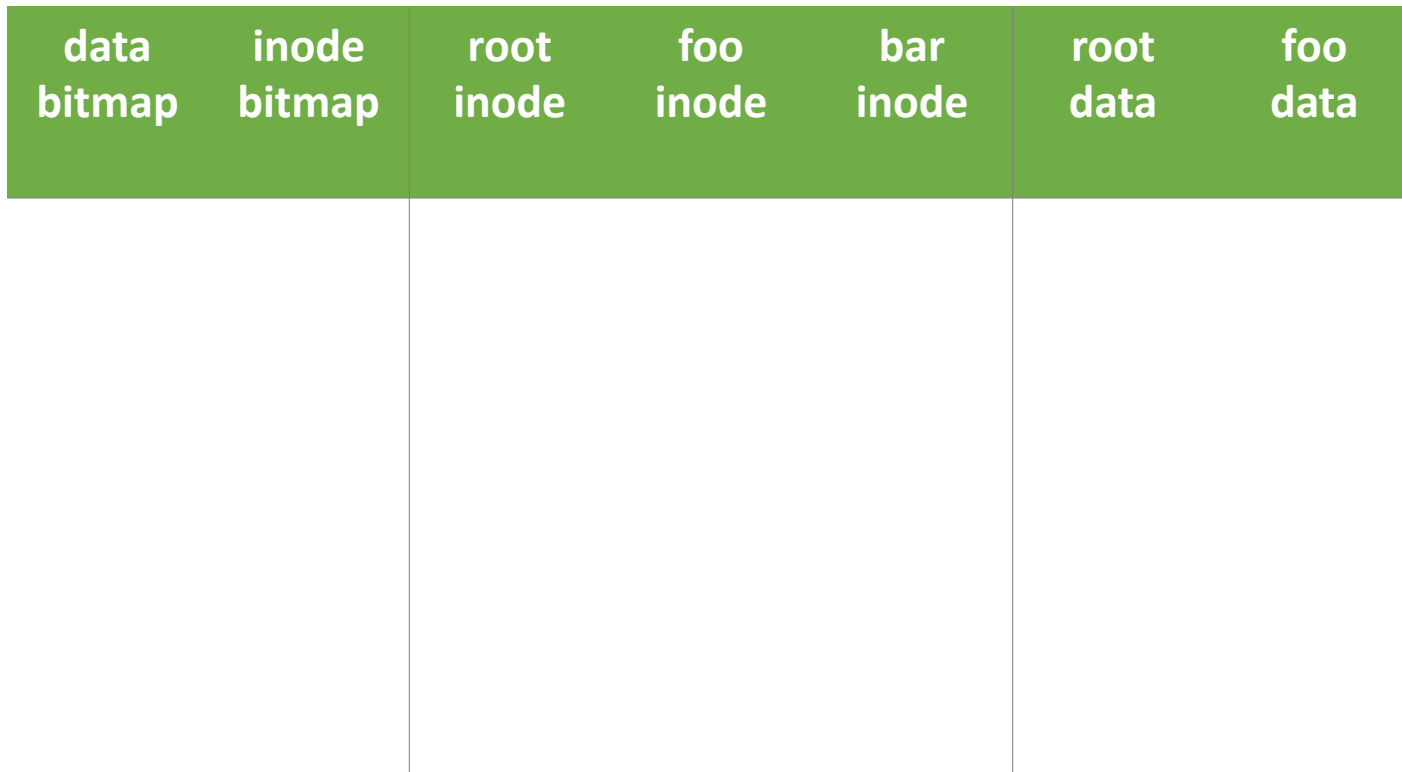 data inode root foo bar root foo
bitmap bitmap inode inode inode data data